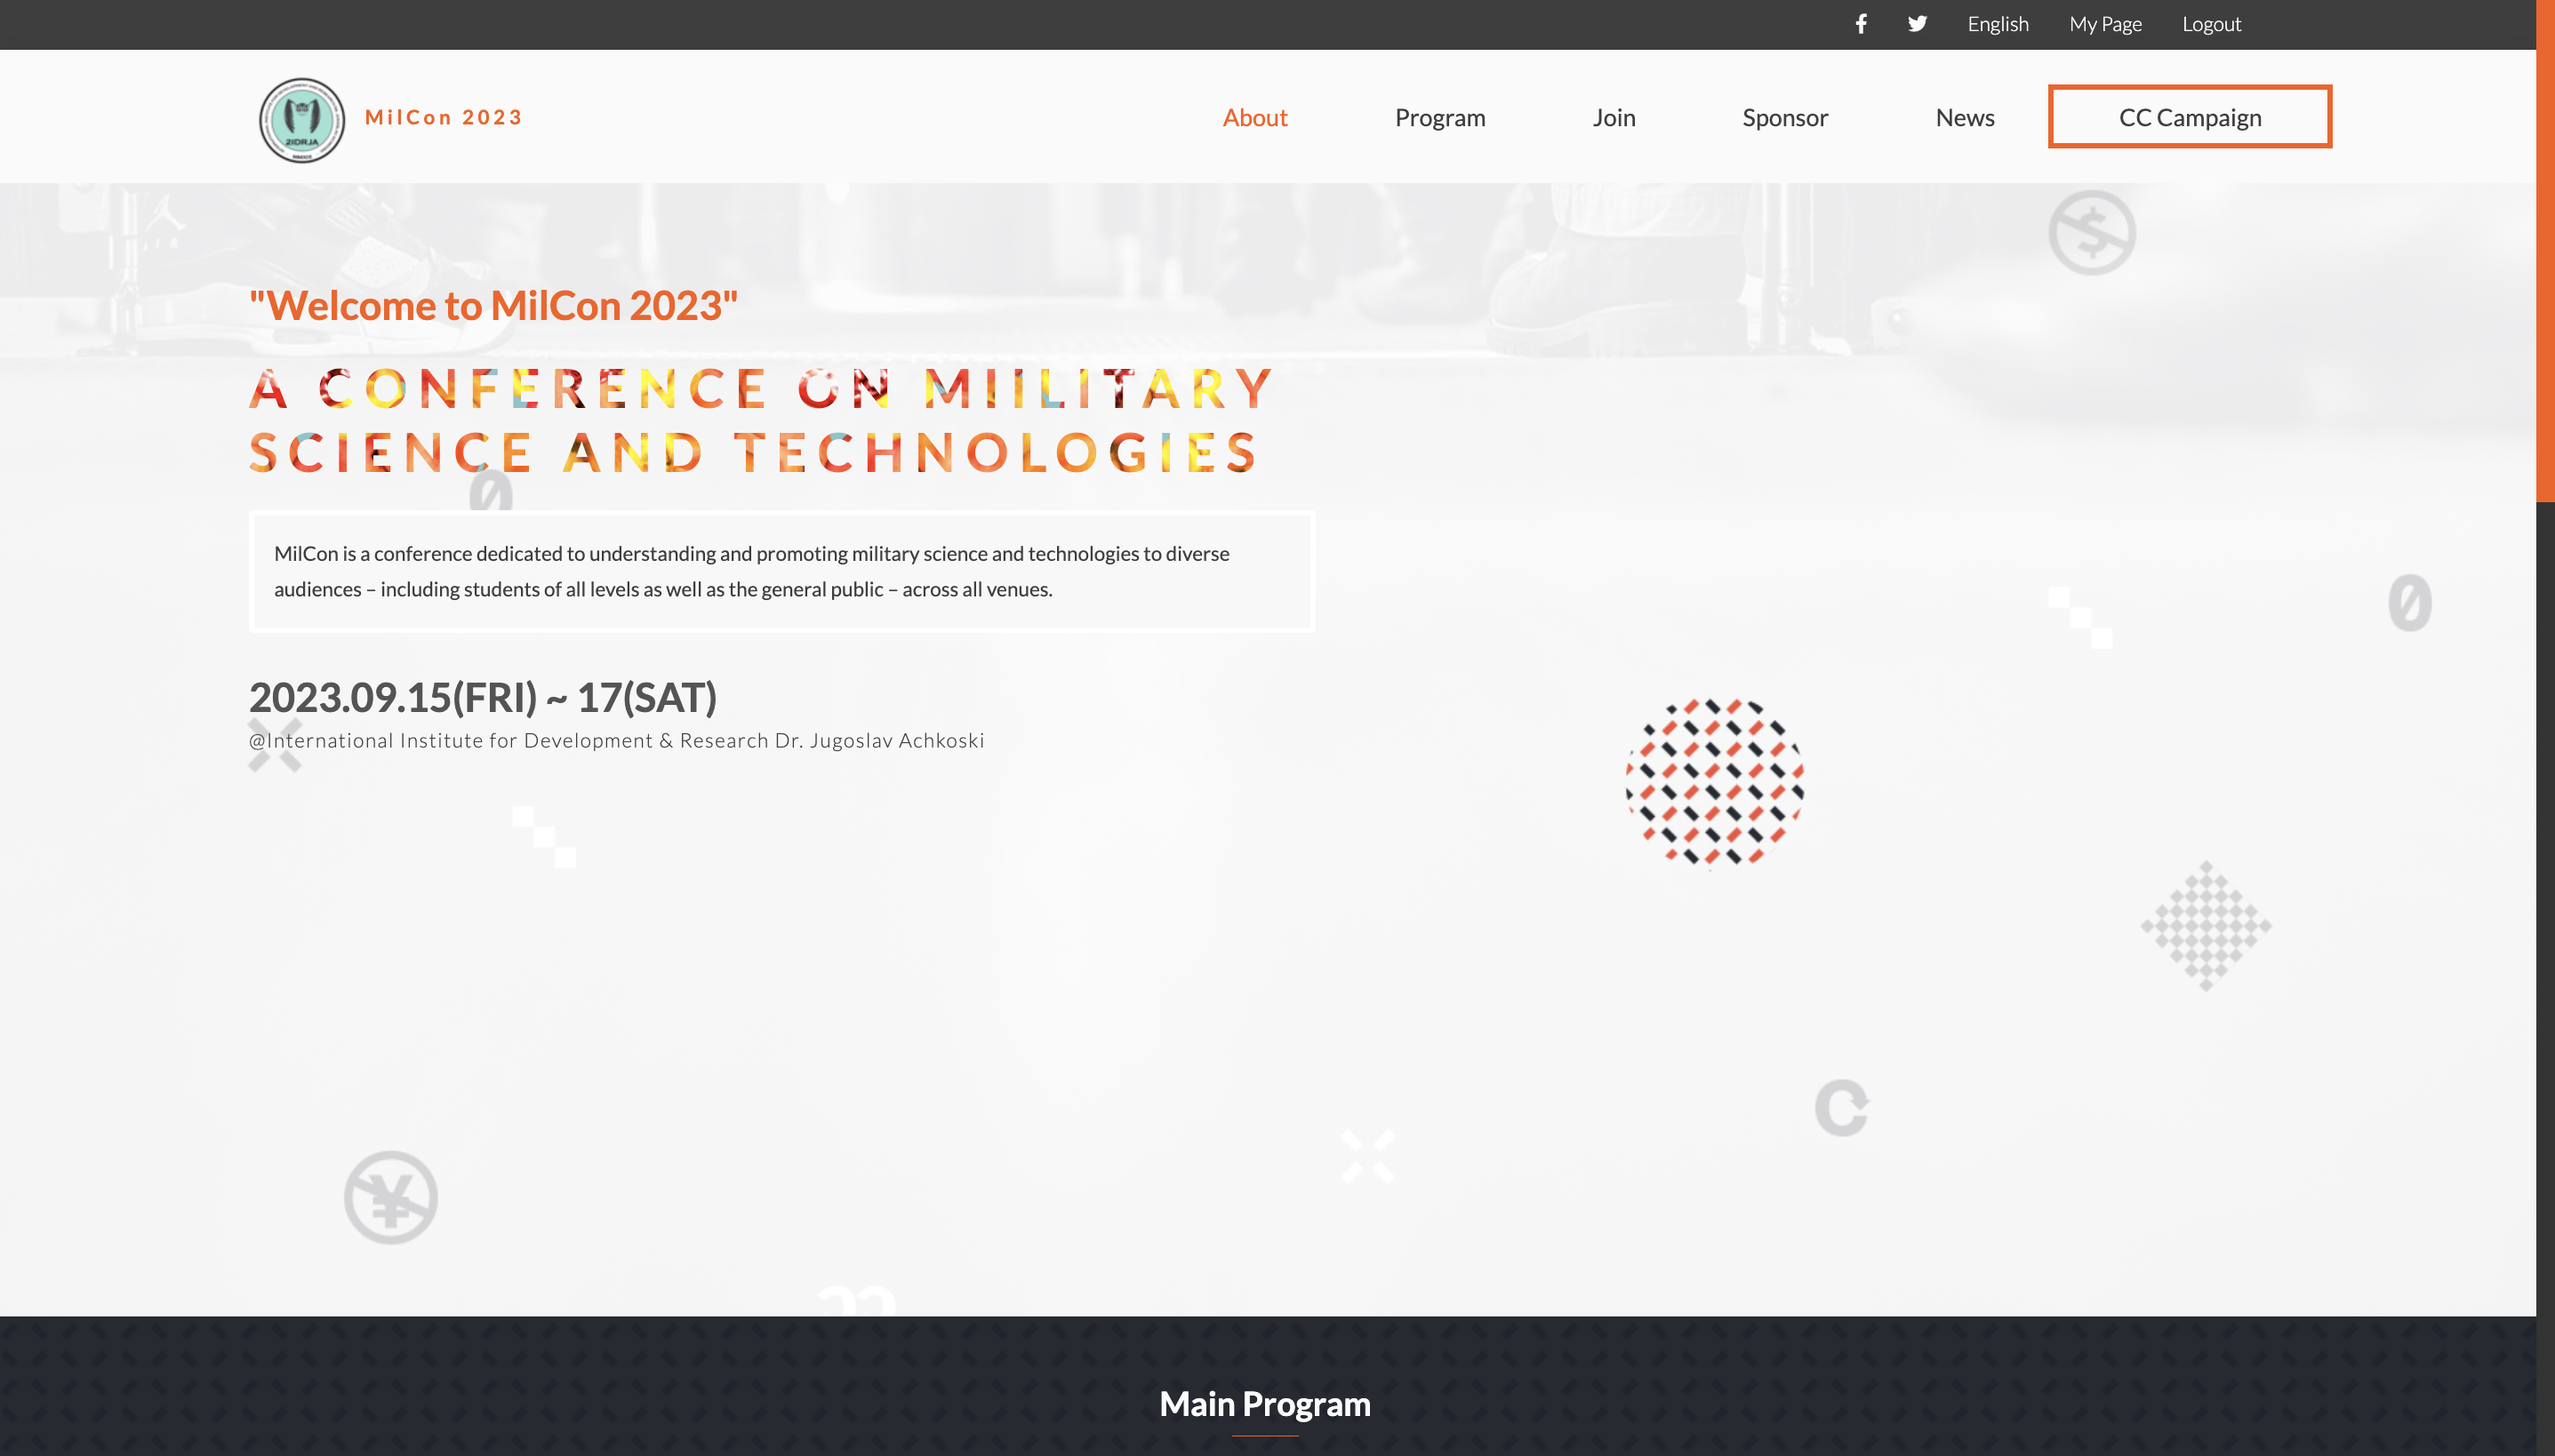 English My Page Logout
2IDRJA
MilCon 2023
About Program Join Sponsor News CC Campaign
"Welcome to MilCon 2023"
A CONFERENCE ON MIILITARY
SCIENCE AND TECHNOLOGIES
MilCon is a conference dedicated to understanding and promoting military science and technologies to diverse
audiences – including students of all levels as well as the general public – across all venues.
2023.09.15(FRI) ~ 17(SAT)
@International Institute for Development & Research Dr. Jugoslav Achkoski
Main Program